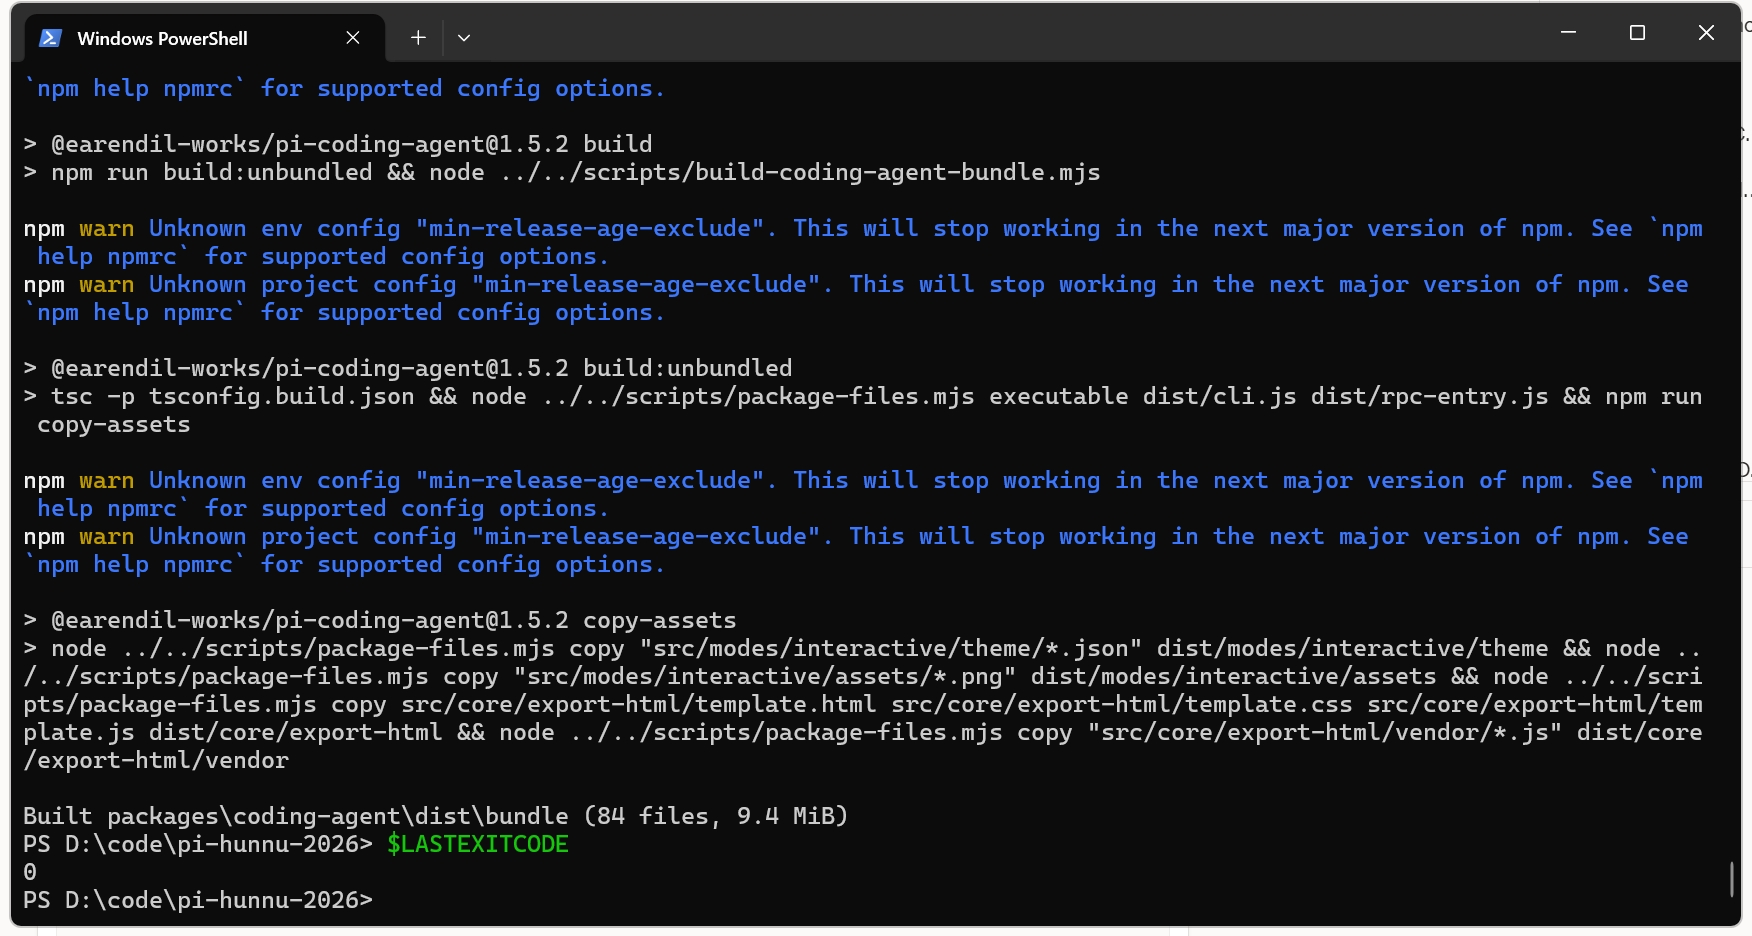 Windows PowerShell
`npm help npmrc` for supported config options.
> @earendil-works/pi-coding-agent@1.5.2 build
> npm run build:unbundled && node ../../scripts/build-coding-agent-bundle.mjs
npm warn Unknown env config "min-release-age-exclude". This will stop working in the next major version of npm. See `npm
help npmrc` for supported config options.
npm warn Unknown project config "min-release-age-exclude". This will stop working in the next major version of npm. See
`npm help npmrc` for supported config options.
> @earendil-works/pi-coding-agent@1.5.2 build:unbundled
> tsc -p tsconfig.build.json && node ../../scripts/package-files.mjs executable dist/cli.js dist/rpc-entry.js && npm run
copy-assets
npm warn Unknown env config "min-release-age-exclude". This will stop working in the next major version of npm. See `npm
help npmrc` for supported config options.
npm warn Unknown project config "min-release-age-exclude". This will stop working in the next major version of npm. See
`npm help npmrc` for supported config options.
> @earendil-works/pi-coding-agent@1.5.2 copy-assets
> node ../../scripts/package-files.mjs copy "src/modes/interactive/theme/*.json" dist/modes/interactive/theme && node ..
/../scripts/package-files.mjs copy "src/modes/interactive/assets/*.png" dist/modes/interactive/assets && node ../../scri
pts/package-files.mjs copy src/core/export-html/template.html src/core/export-html/template.css src/core/export-html/tem
plate.js dist/core/export-html && node ../../scripts/package-files.mjs copy "src/core/export-html/vendor/*.js" dist/core
/export-html/vendor
Built packages\coding-agent\dist\bundle (84 files, 9.4 MiB)
PS D:\code\pi-hunnu-2026> $LASTEXITCODE
0
PS D:\code\pi-hunnu-2026>